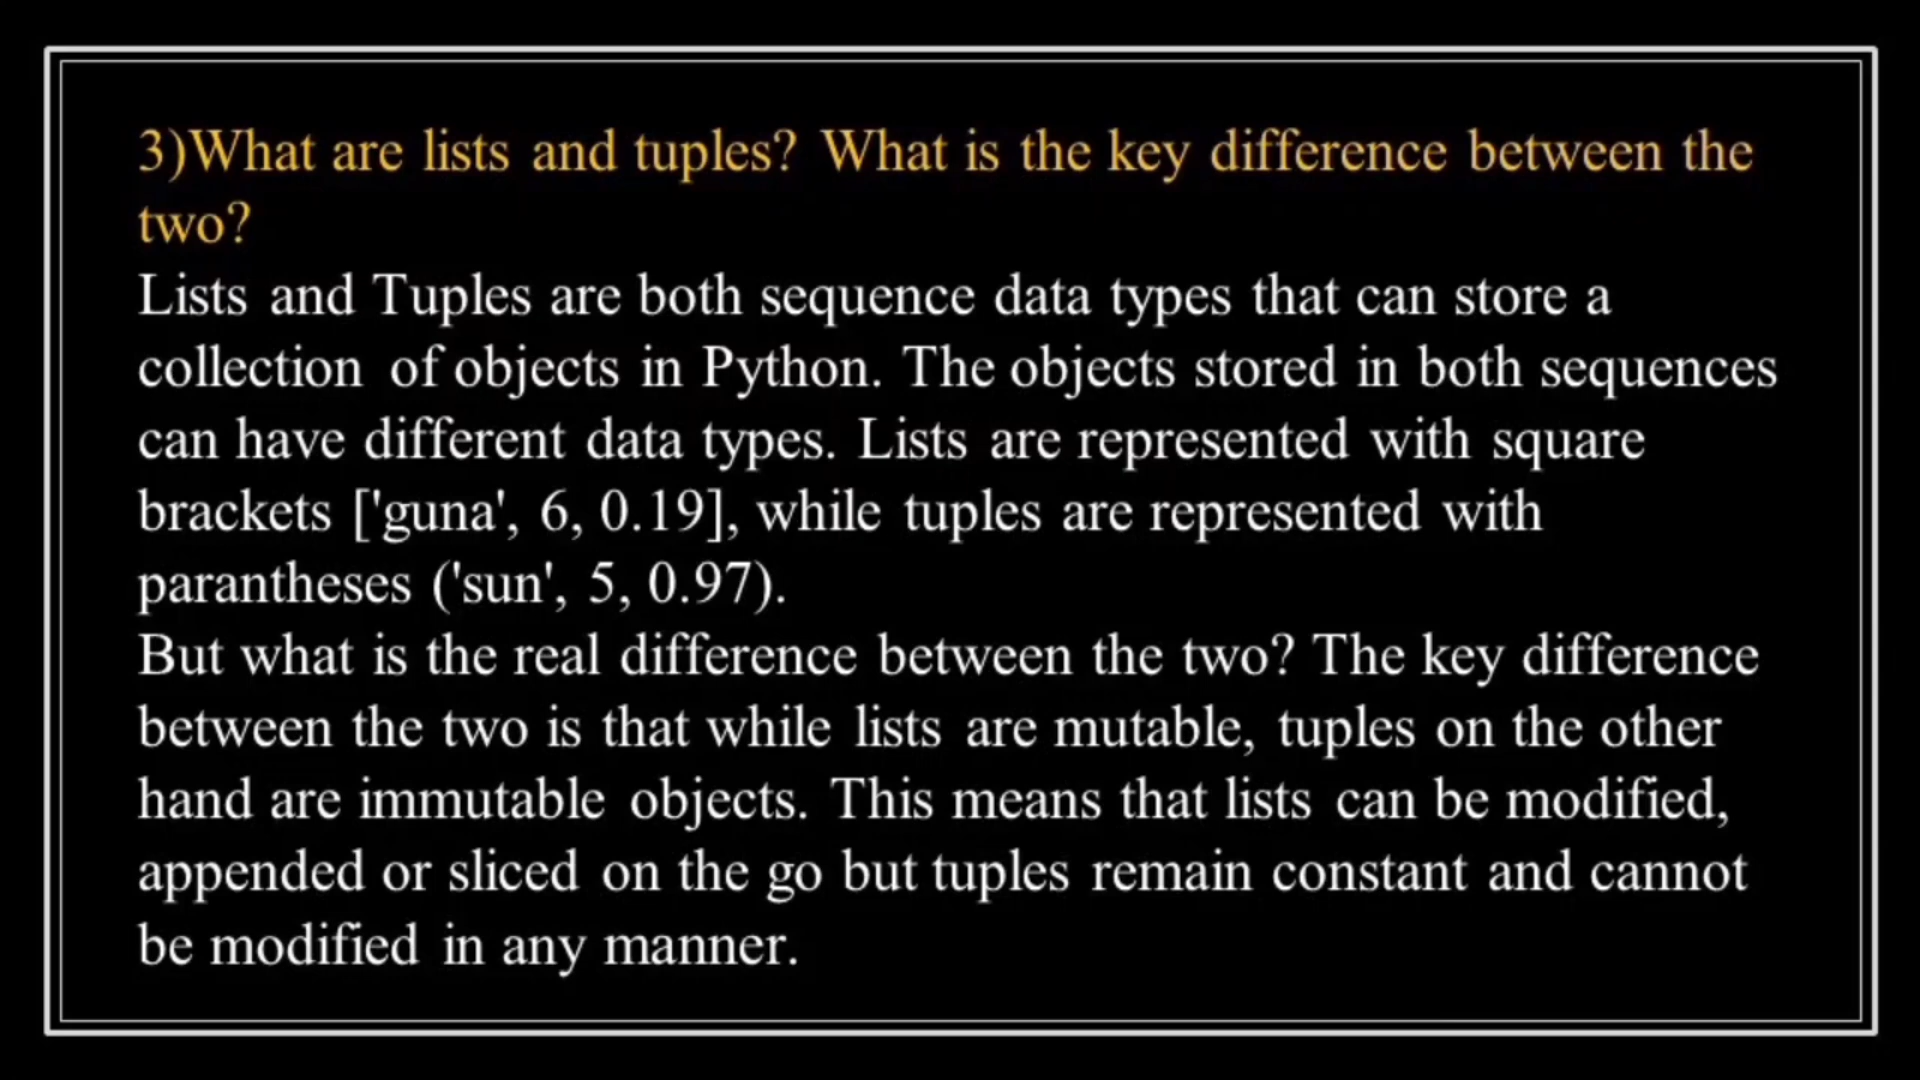 3)What are lists and tuples? What is the key difference between the
two?
Lists and Tuples are both sequence data types that can store a
collection of objects in Python. The objects stored in both sequences
can have different data types. Lists are represented with square
brackets ['guna', 6, 0.19], while tuples are represented with
parantheses ('sun', 5, 0.97).
But what is the real difference between the two? The key difference
between the two is that while lists are mutable, tuples on the other
hand are immutable objects. This means that lists can be modified,
appended or sliced on the go but tuples remain constant and cannot
be modified in any manner.